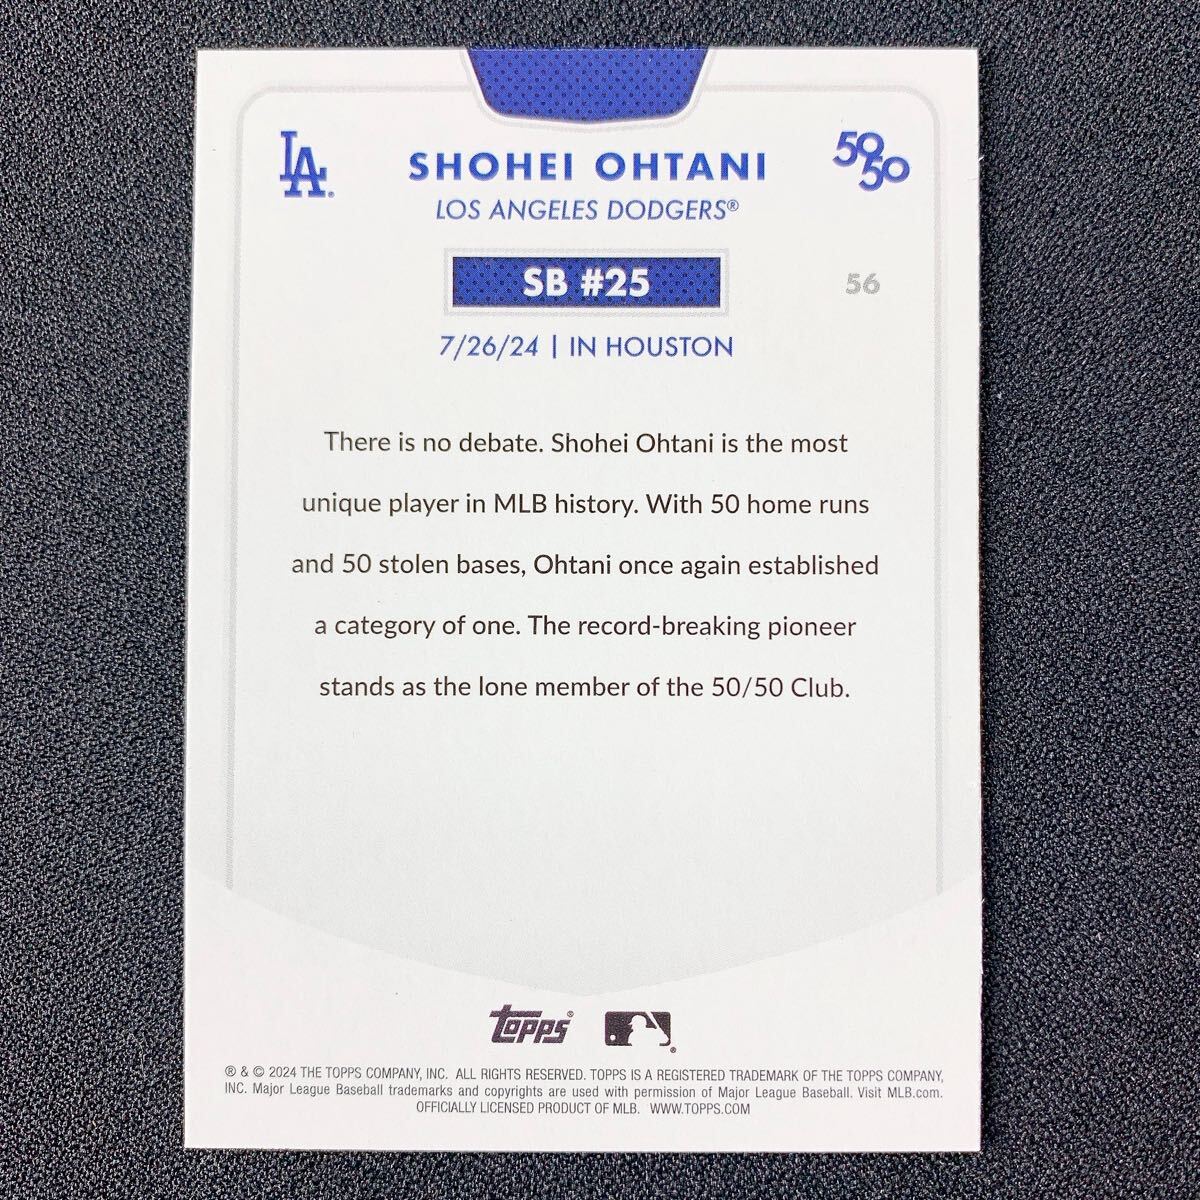 LA®
SHOHEI OHTANI
50/50
LOS ANGELES DODGERS®
SB #25
56
7/26/24 | IN HOUSTON
There is no debate. Shohei Ohtani is the most
unique player in MLB history. With 50 home runs
and 50 stolen bases, Ohtani once again established
a category of one. The record-breaking pioneer
stands as the lone member of the 50/50 Club.
topps®
® & © 2024 THE TOPPS COMPANY, INC. ALL RIGHTS RESERVED. TOPPS IS A REGISTERED TRADEMARK OF THE TOPPS COMPANY,
INC. Major League Baseball trademarks and copyrights are used with permission of Major League Baseball. Visit MLB.com.
OFFICIALLY LICENSED PRODUCT OF MLB. WWW.TOPPS.COM